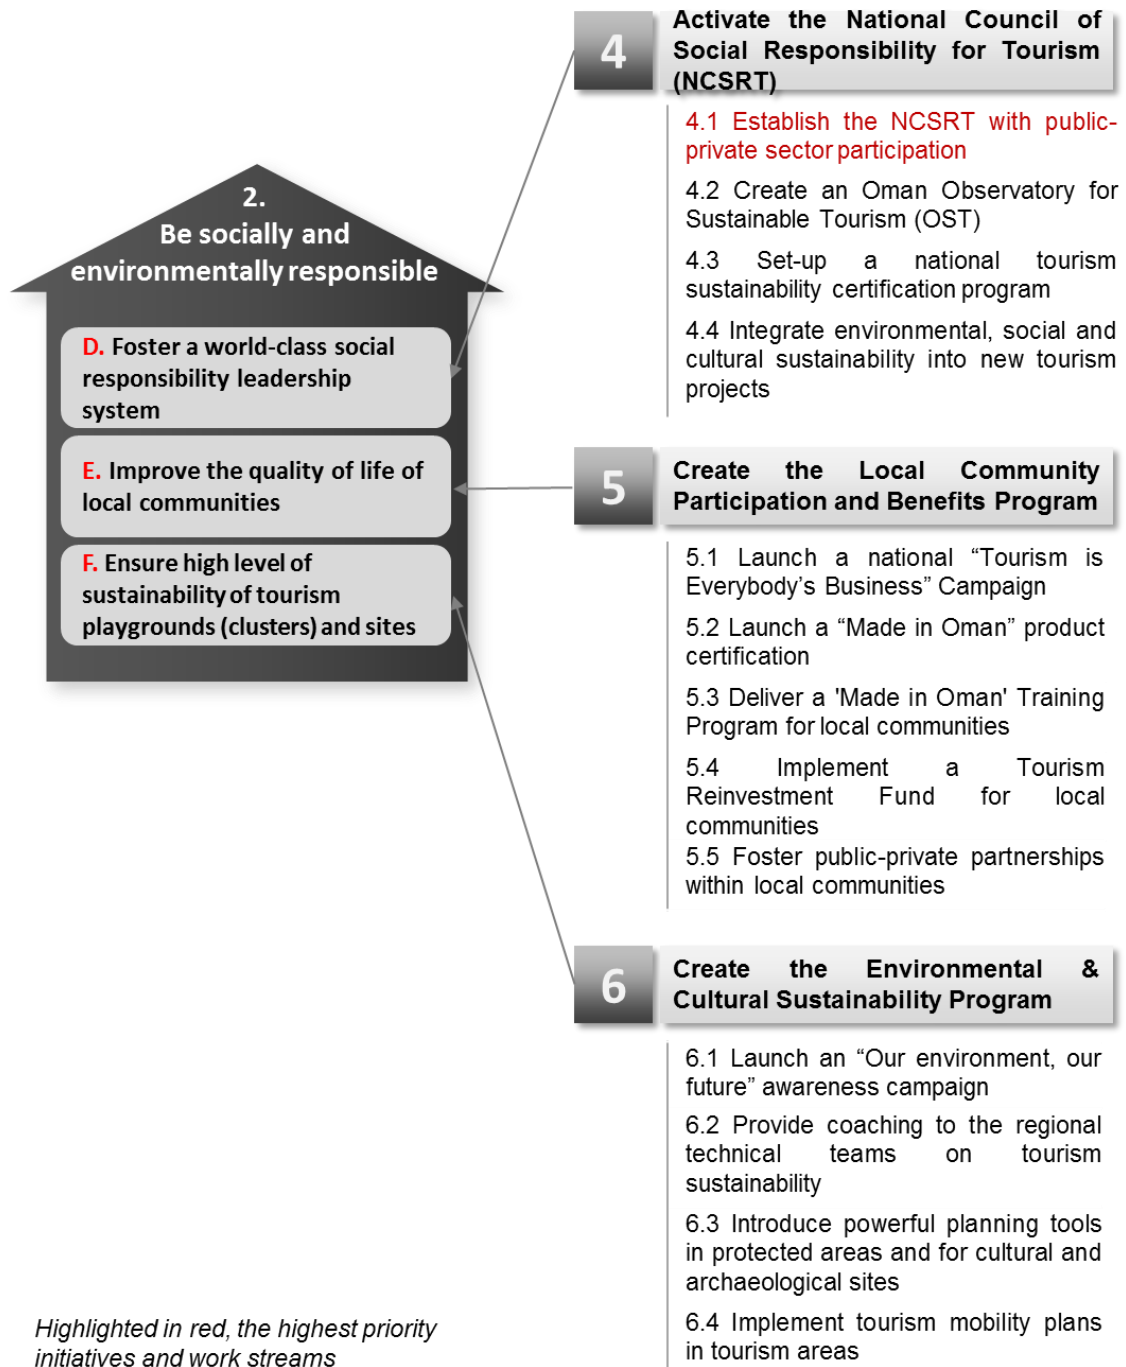 2.
Be socially and
environmentally responsible
D. Foster a world-class social
responsibility leadership
system
E. Improve the quality of life of
local communities
F. Ensure high level of
sustainability of tourism
playgrounds (clusters) and sites
4
Activate the National Council of
Social Responsibility for Tourism
(NCSRT)
4.1 Establish the NCSRT with public-
private sector participation
4.2 Create an Oman Observatory for
Sustainable Tourism (OST)
4.3 Set-up a national tourism
sustainability certification program
4.4 Integrate environmental, social and
cultural sustainability into new tourism
projects
5
Create the Local Community
Participation and Benefits Program
5.1 Launch a national “Tourism is
Everybody’s Business” Campaign
5.2 Launch a “Made in Oman” product
certification
5.3 Deliver a 'Made in Oman' Training
Program for local communities
5.4 Implement a Tourism
Reinvestment Fund for local
communities
5.5 Foster public-private partnerships
within local communities
6
Create the Environmental &
Cultural Sustainability Program
6.1 Launch an “Our environment, our
future” awareness campaign
6.2 Provide coaching to the regional
technical teams on tourism
sustainability
6.3 Introduce powerful planning tools
in protected areas and for cultural and
archaeological sites
6.4 Implement tourism mobility plans
in tourism areas
Highlighted in red, the highest priority
initiatives and work streams